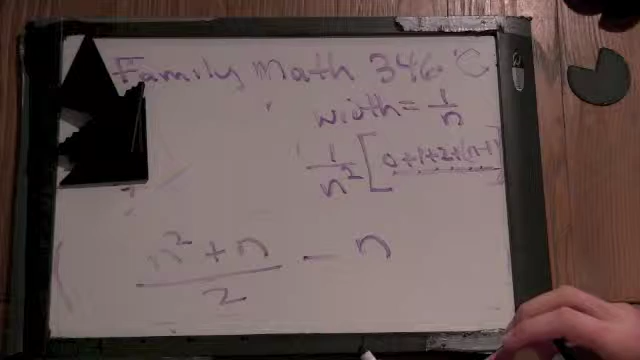 Family Math 346 C
width = 1/n
1/n² [0+1+2+(n-1)]
(n² + n)/2 - n